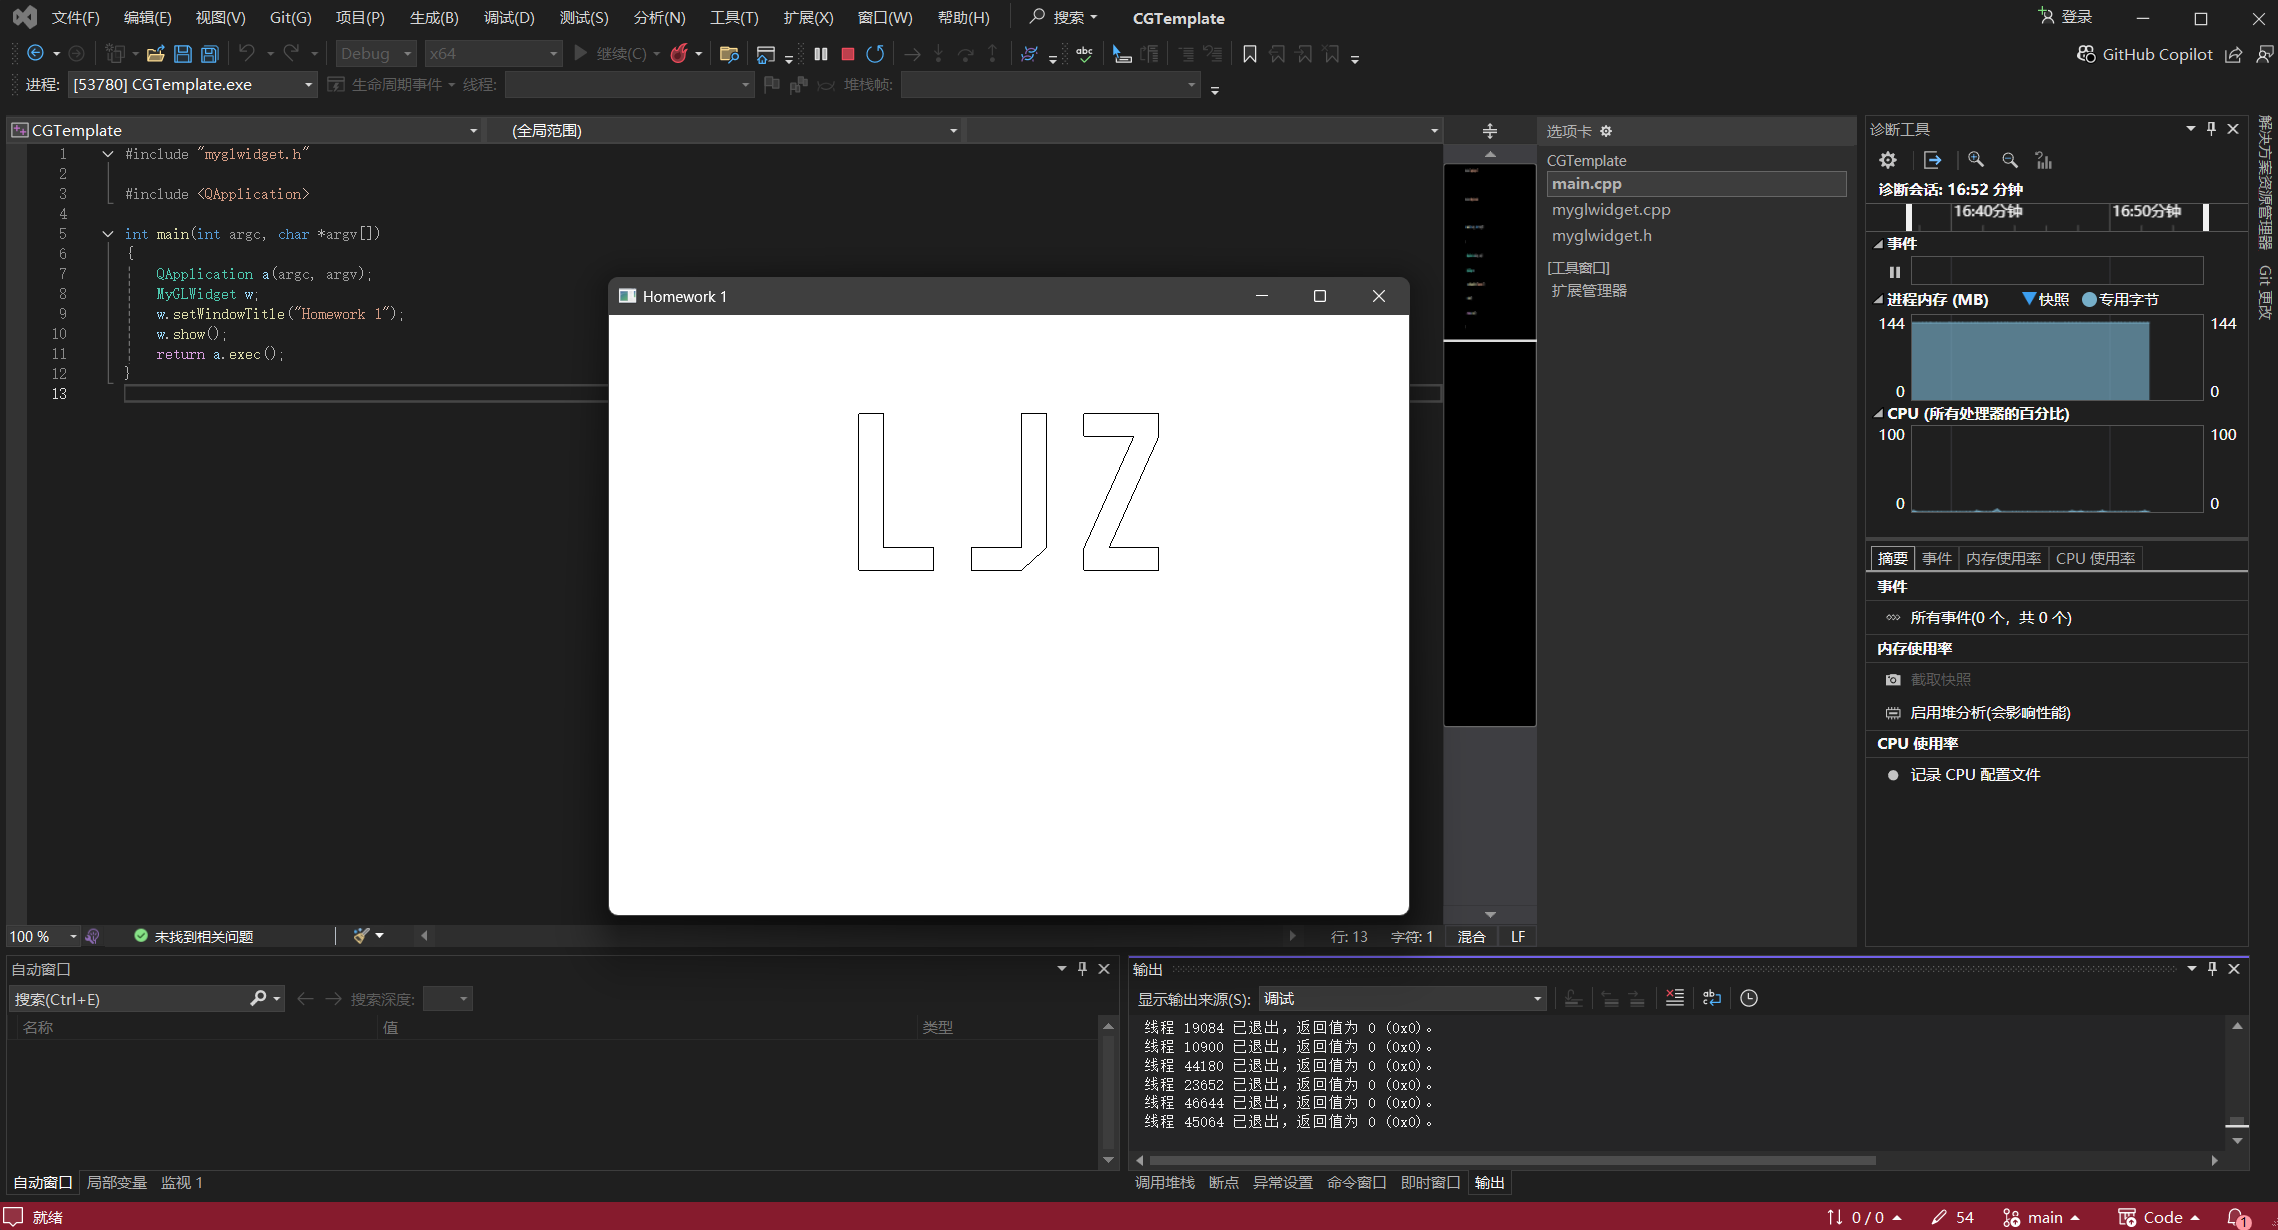 文件(F) 编辑(E) 视图(V) Git(G) 项目(P) 生成(B) 调试(D) 测试(S) 分析(N) 工具(T) 扩展(X) 窗口(W) 帮助(H) 搜索 CGTemplate 登录
Debug x64 继续(C) GitHub Copilot
进程: [53780] CGTemplate.exe 生命周期事件 线程: 堆栈帧:
CGTemplate (全局范围)
1 #include "myglwidget.h"
2
3 #include <QApplication>
4
5 int main(int argc, char *argv[])
6 {
7 QApplication a(argc, argv);
8 MyGLWidget w;
9 w.setWindowTitle("Homework 1");
10 w.show();
11 return a.exec();
12 }
13
Homework 1
LJZ
100 % 未找到相关问题 行: 13 字符: 1 混合 LF
选项卡
CGTemplate
main.cpp
myglwidget.cpp
myglwidget.h
[工具窗口]
扩展管理器
诊断工具
诊断会话: 16:52 分钟
16:40分钟 16:50分钟
事件
进程内存 (MB) 快照 专用字节
144 144
0 0
CPU (所有处理器的百分比)
100 100
0 0
摘要 事件 内存使用率 CPU 使用率
事件
所有事件(0 个，共 0 个)
内存使用率
截取快照
启用堆分析(会影响性能)
CPU 使用率
记录 CPU 配置文件
解决方案资源管理器
Git 更改
自动窗口
搜索(Ctrl+E) 搜索深度:
名称 值 类型
自动窗口 局部变量 监视 1
输出
显示输出来源(S): 调试
线程 19084 已退出，返回值为 0 (0x0)。
线程 10900 已退出，返回值为 0 (0x0)。
线程 44180 已退出，返回值为 0 (0x0)。
线程 23652 已退出，返回值为 0 (0x0)。
线程 46644 已退出，返回值为 0 (0x0)。
线程 45064 已退出，返回值为 0 (0x0)。
调用堆栈 断点 异常设置 命令窗口 即时窗口 输出
就绪 0 / 0 54 main Code 1